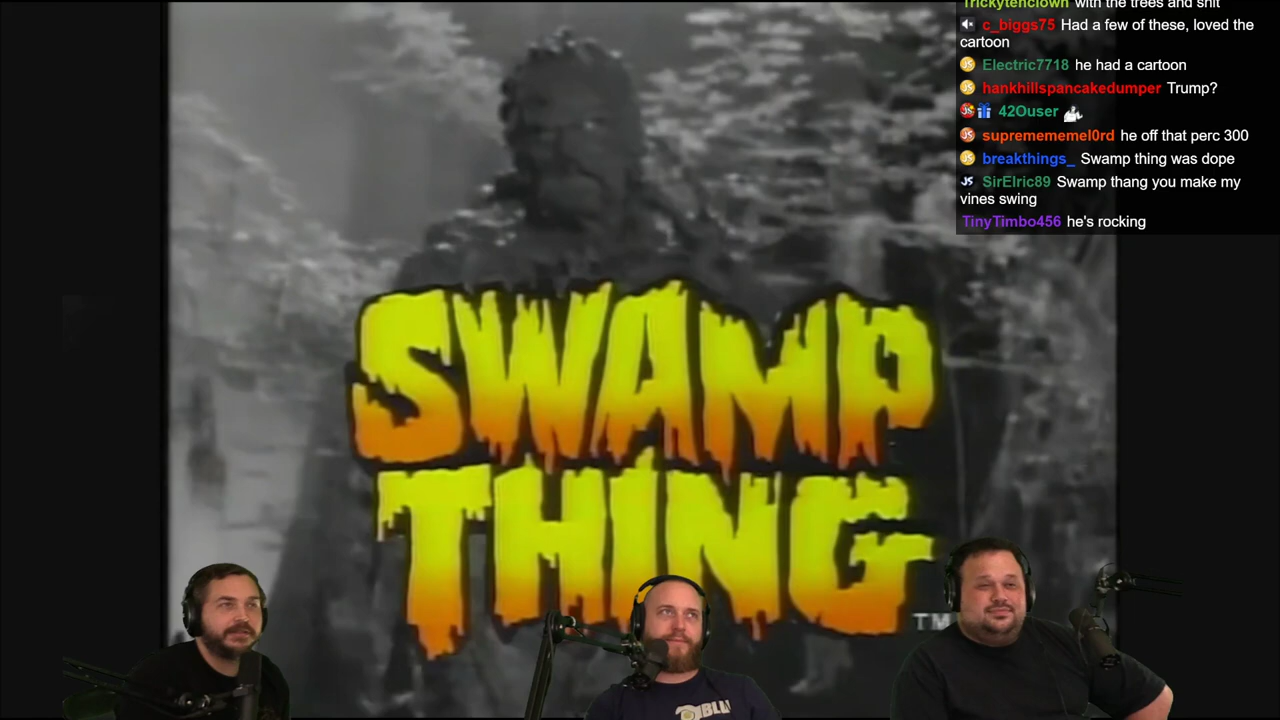 Trickytenclown with the trees and shit
c_biggs75 Had a few of these, loved the
cartoon
Electric7718 he had a cartoon
hankhillspancakedumper Trump?
42Ouser
suprememel0rd he off that perc 300
breakthings_ Swamp thing was dope
SirElric89 Swamp thang you make my
vines swing
TinyTimbo456 he's rocking
SWAMP
THING
TM